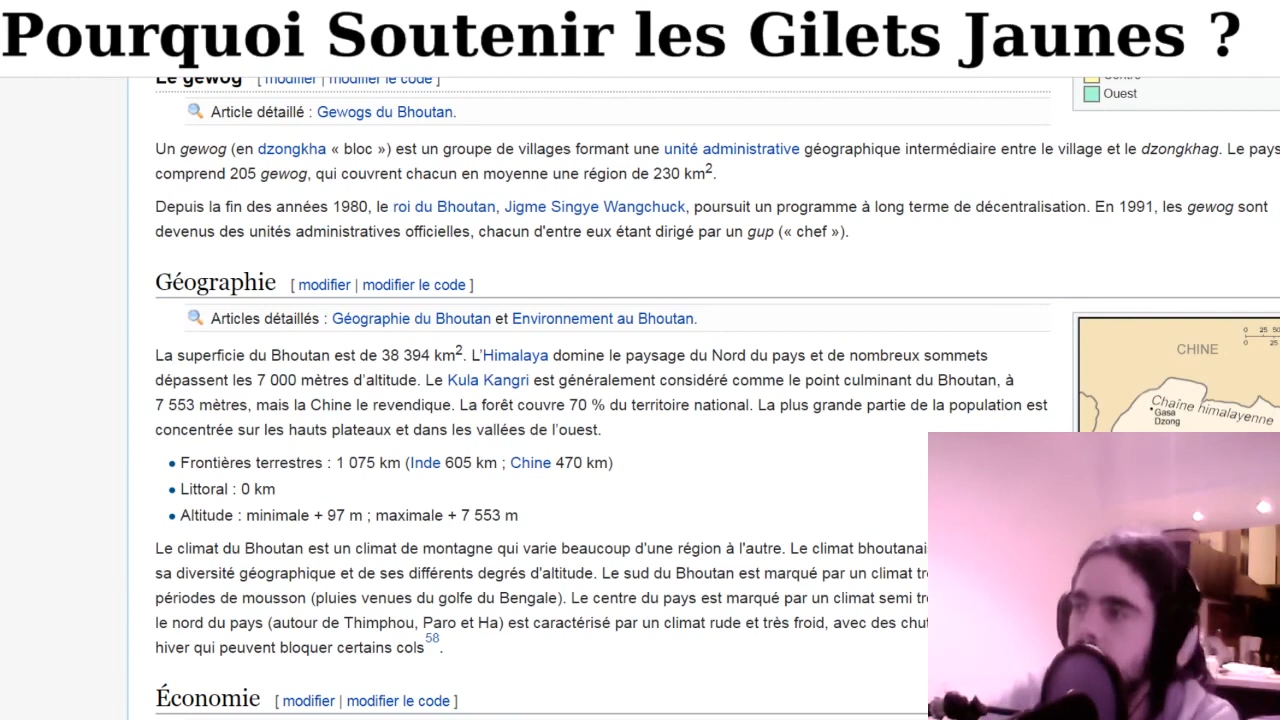 Pourquoi Soutenir les Gilets Jaunes ?
Le gewog [ modifier | modifier le code ]
Centre
Ouest
Article détaillé : Gewogs du Bhoutan.
Un gewog (en dzongkha « bloc ») est un groupe de villages formant une unité administrative géographique intermédiaire entre le village et le dzongkhag. Le pays
comprend 205 gewog, qui couvrent chacun en moyenne une région de 230 km².
Depuis la fin des années 1980, le roi du Bhoutan, Jigme Singye Wangchuck, poursuit un programme à long terme de décentralisation. En 1991, les gewog sont
devenus des unités administratives officielles, chacun d'entre eux étant dirigé par un gup (« chef »).
Géographie [ modifier | modifier le code ]
Articles détaillés : Géographie du Bhoutan et Environnement au Bhoutan.
La superficie du Bhoutan est de 38 394 km². L'Himalaya domine le paysage du Nord du pays et de nombreux sommets
dépassent les 7 000 mètres d'altitude. Le Kula Kangri est généralement considéré comme le point culminant du Bhoutan, à
7 553 mètres, mais la Chine le revendique. La forêt couvre 70 % du territoire national. La plus grande partie de la population est
concentrée sur les hauts plateaux et dans les vallées de l'ouest.
0 25 50
0 25
CHINE
Chaîne himalayenne
Gasa
Dzong
• Frontières terrestres : 1 075 km (Inde 605 km ; Chine 470 km)
• Littoral : 0 km
• Altitude : minimale + 97 m ; maximale + 7 553 m
Le climat du Bhoutan est un climat de montagne qui varie beaucoup d'une région à l'autre. Le climat bhoutanai
sa diversité géographique et de ses différents degrés d'altitude. Le sud du Bhoutan est marqué par un climat tr
périodes de mousson (pluies venues du golfe du Bengale). Le centre du pays est marqué par un climat semi tr
le nord du pays (autour de Thimphou, Paro et Ha) est caractérisé par un climat rude et très froid, avec des chut
hiver qui peuvent bloquer certains cols58.
Économie [ modifier | modifier le code ]